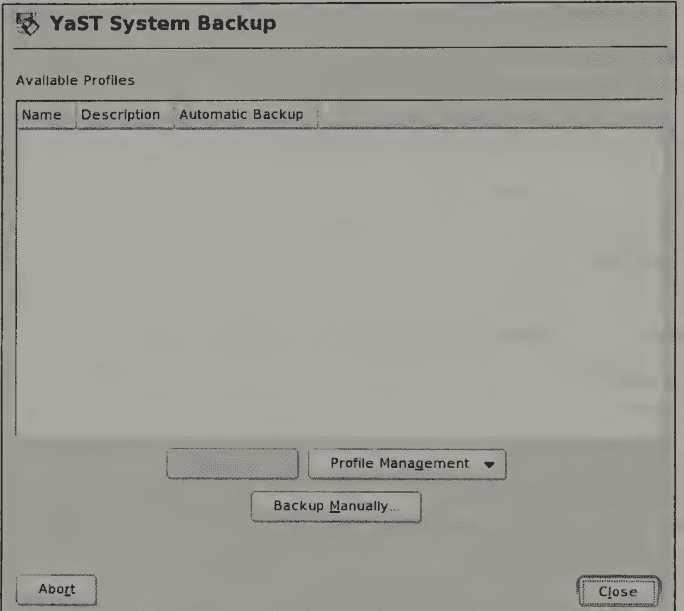 YaST System Backup
Available Profiles
Name Description Automatic Backup
Profile Management
Backup Manually...
Abort Close